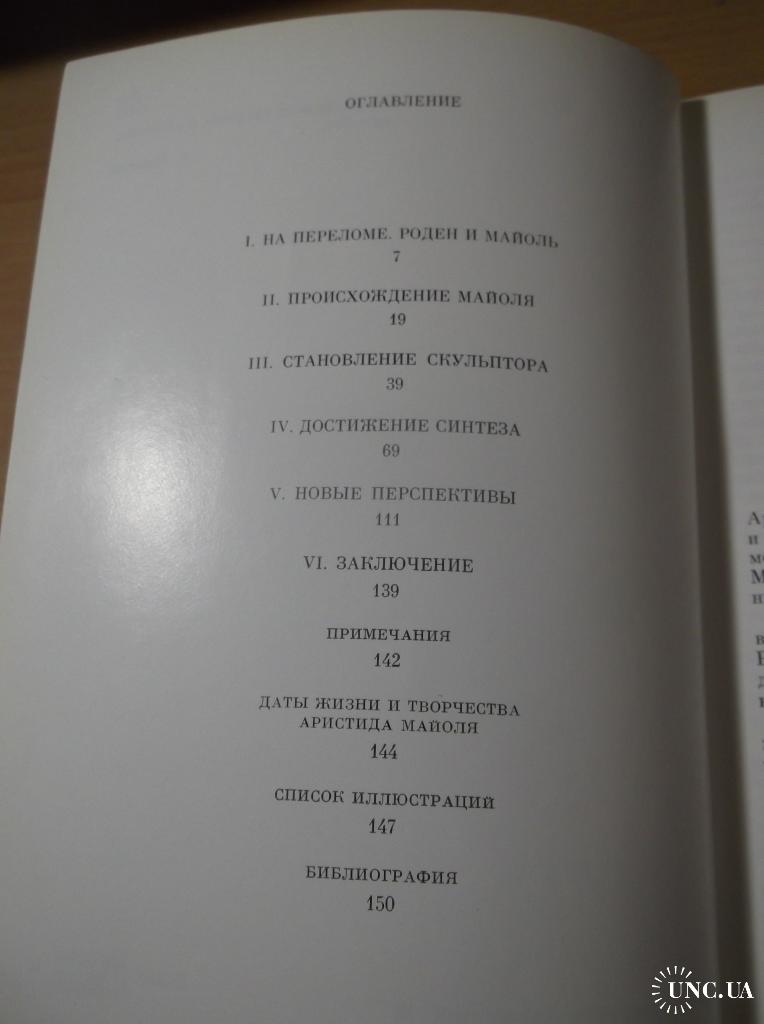 ОГЛАВЛЕНИЕ
I. НА ПЕРЕЛОМЕ. РОДЕН И МАЙОЛЬ
7
II. ПРОИСХОЖДЕНИЕ МАЙОЛЯ
19
III. СТАНОВЛЕНИЕ СКУЛЬПТОРА
39
IV. ДОСТИЖЕНИЕ СИНТЕЗА
69
V. НОВЫЕ ПЕРСПЕКТИВЫ
111
VI. ЗАКЛЮЧЕНИЕ
139
ПРИМЕЧАНИЯ
142
ДАТЫ ЖИЗНИ И ТВОРЧЕСТВА
АРИСТИДА МАЙОЛЯ
144
СПИСОК ИЛЛЮСТРАЦИЙ
147
БИБЛИОГРАФИЯ
150
UNC.UA